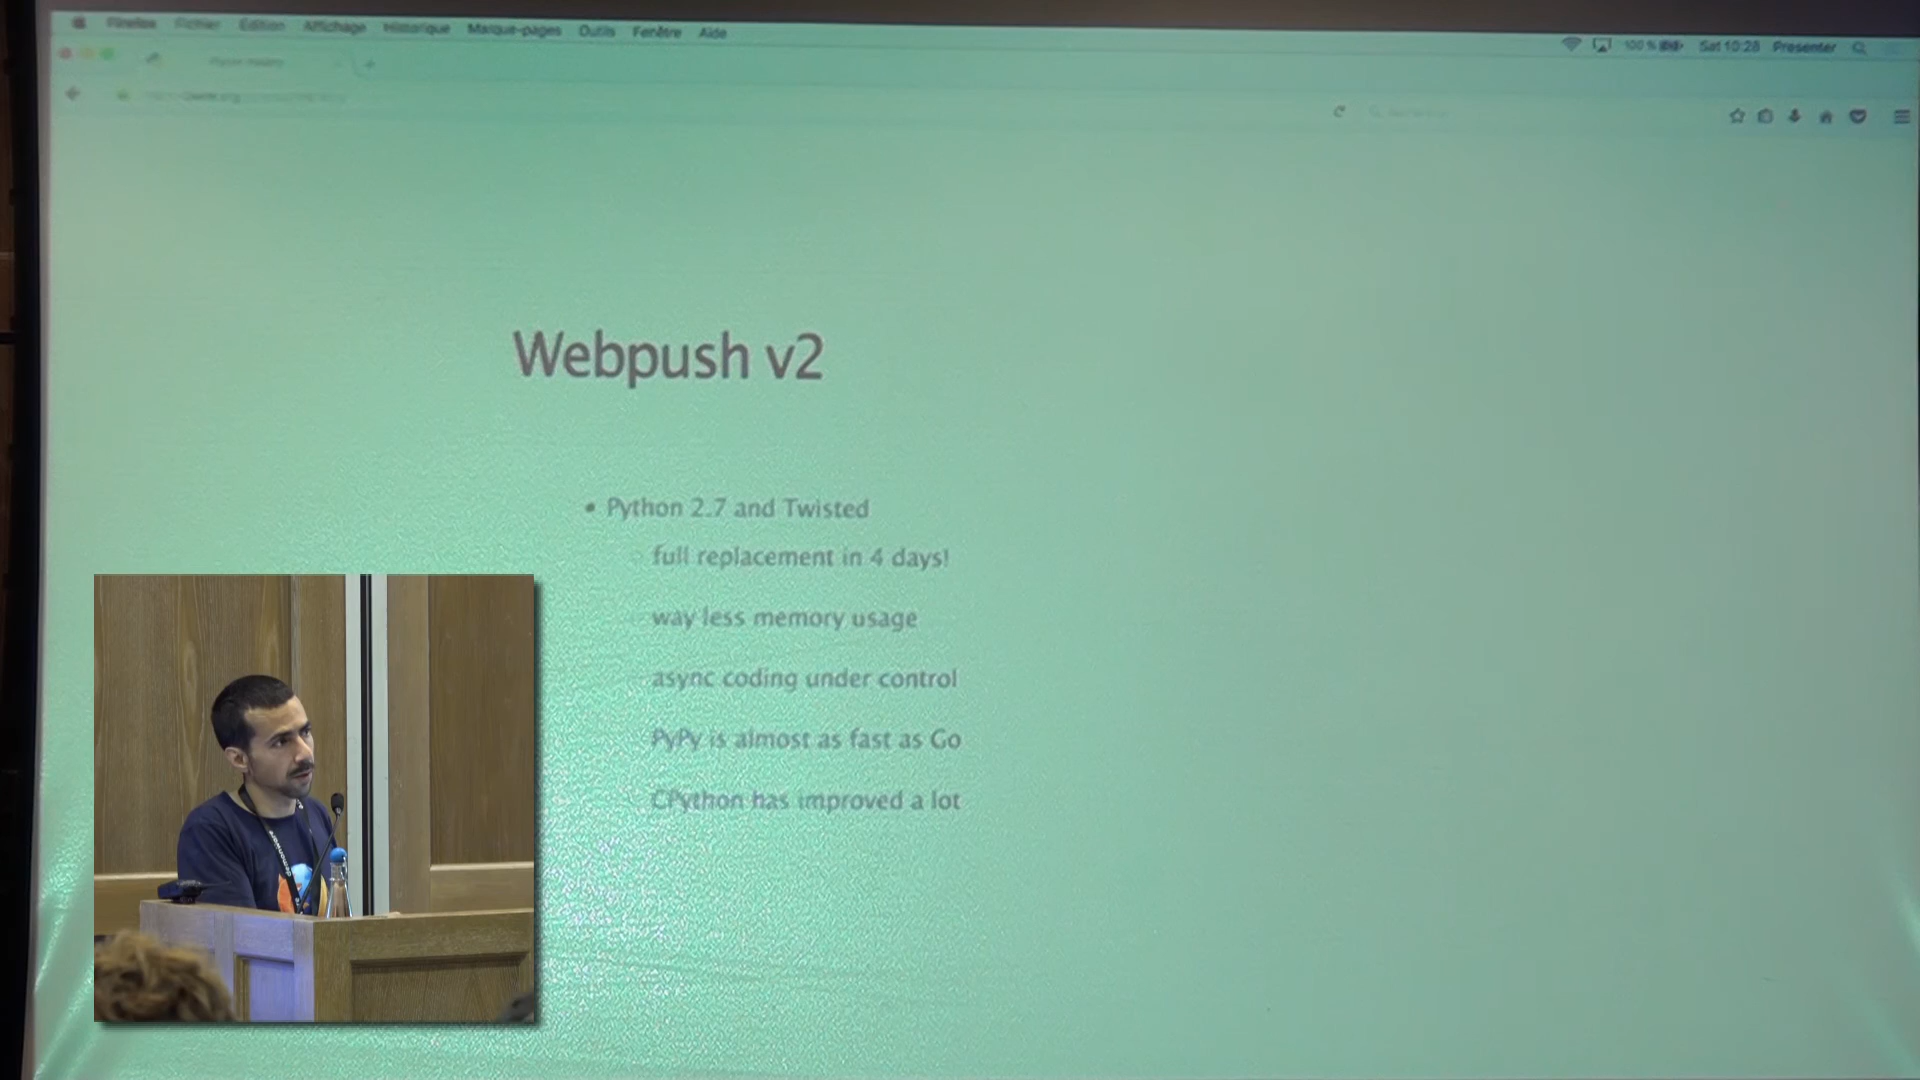 Firefox Fichier Édition Affichage Historique Marque-pages Outils Fenêtre Aide
100 % Sat 10:28 Presenter
Webpush v2
• Python 2.7 and Twisted
full replacement in 4 days!
way less memory usage
async coding under control
PyPy is almost as fast as Go
CPython has improved a lot